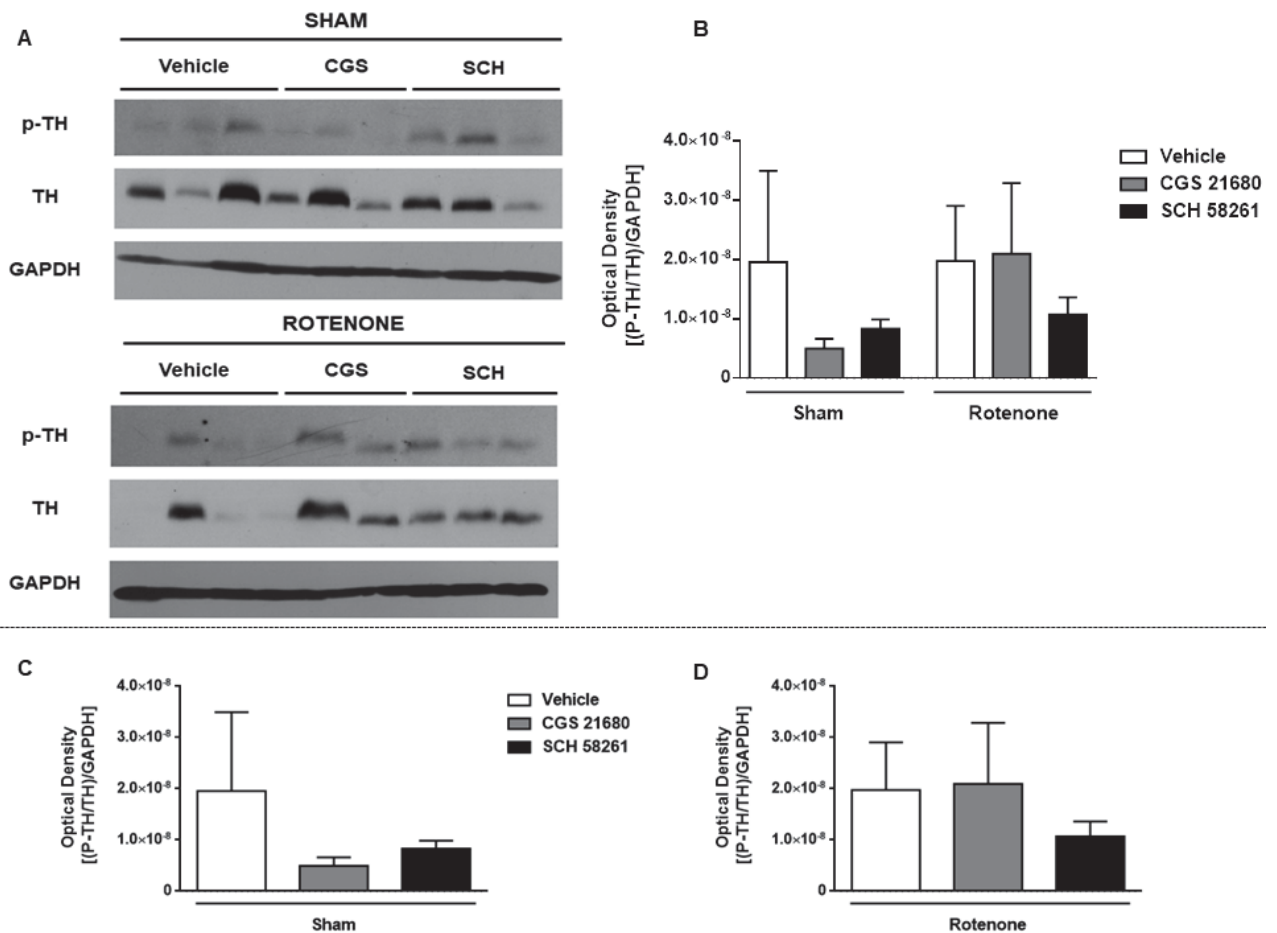 A
SHAM
Vehicle CGS SCH
p-TH
TH
GAPDH
ROTENONE
Vehicle CGS SCH
p-TH
TH
GAPDH
B
Optical Density
[(P-TH/TH)/GAPDH]
4.0×10⁻⁸
3.0×10⁻⁸
2.0×10⁻⁸
1.0×10⁻⁸
0
Sham Rotenone
Vehicle
CGS 21680
SCH 58261
C
Optical Density
[(P-TH/TH)/GAPDH]
4.0×10⁻⁸
3.0×10⁻⁸
2.0×10⁻⁸
1.0×10⁻⁸
0
Sham
Vehicle
CGS 21680
SCH 58261
D
Optical Density
[(P-TH/TH)/GAPDH]
4.0×10⁻⁸
3.0×10⁻⁸
2.0×10⁻⁸
1.0×10⁻⁸
0
Rotenone